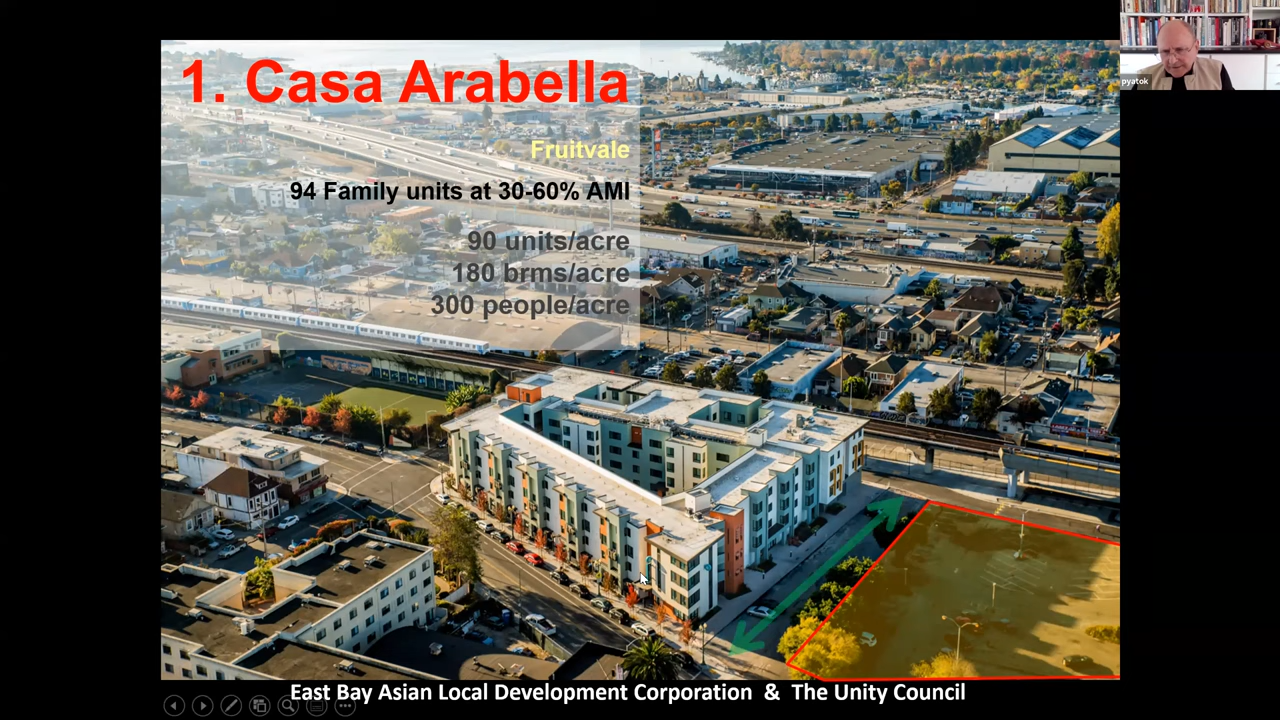 1. Casa Arabella
Fruitvale
94 Family units at 30-60% AMI
90 units/acre
180 brms/acre
300 people/acre
pyatok
East Bay Asian Local Development Corporation & The Unity Council